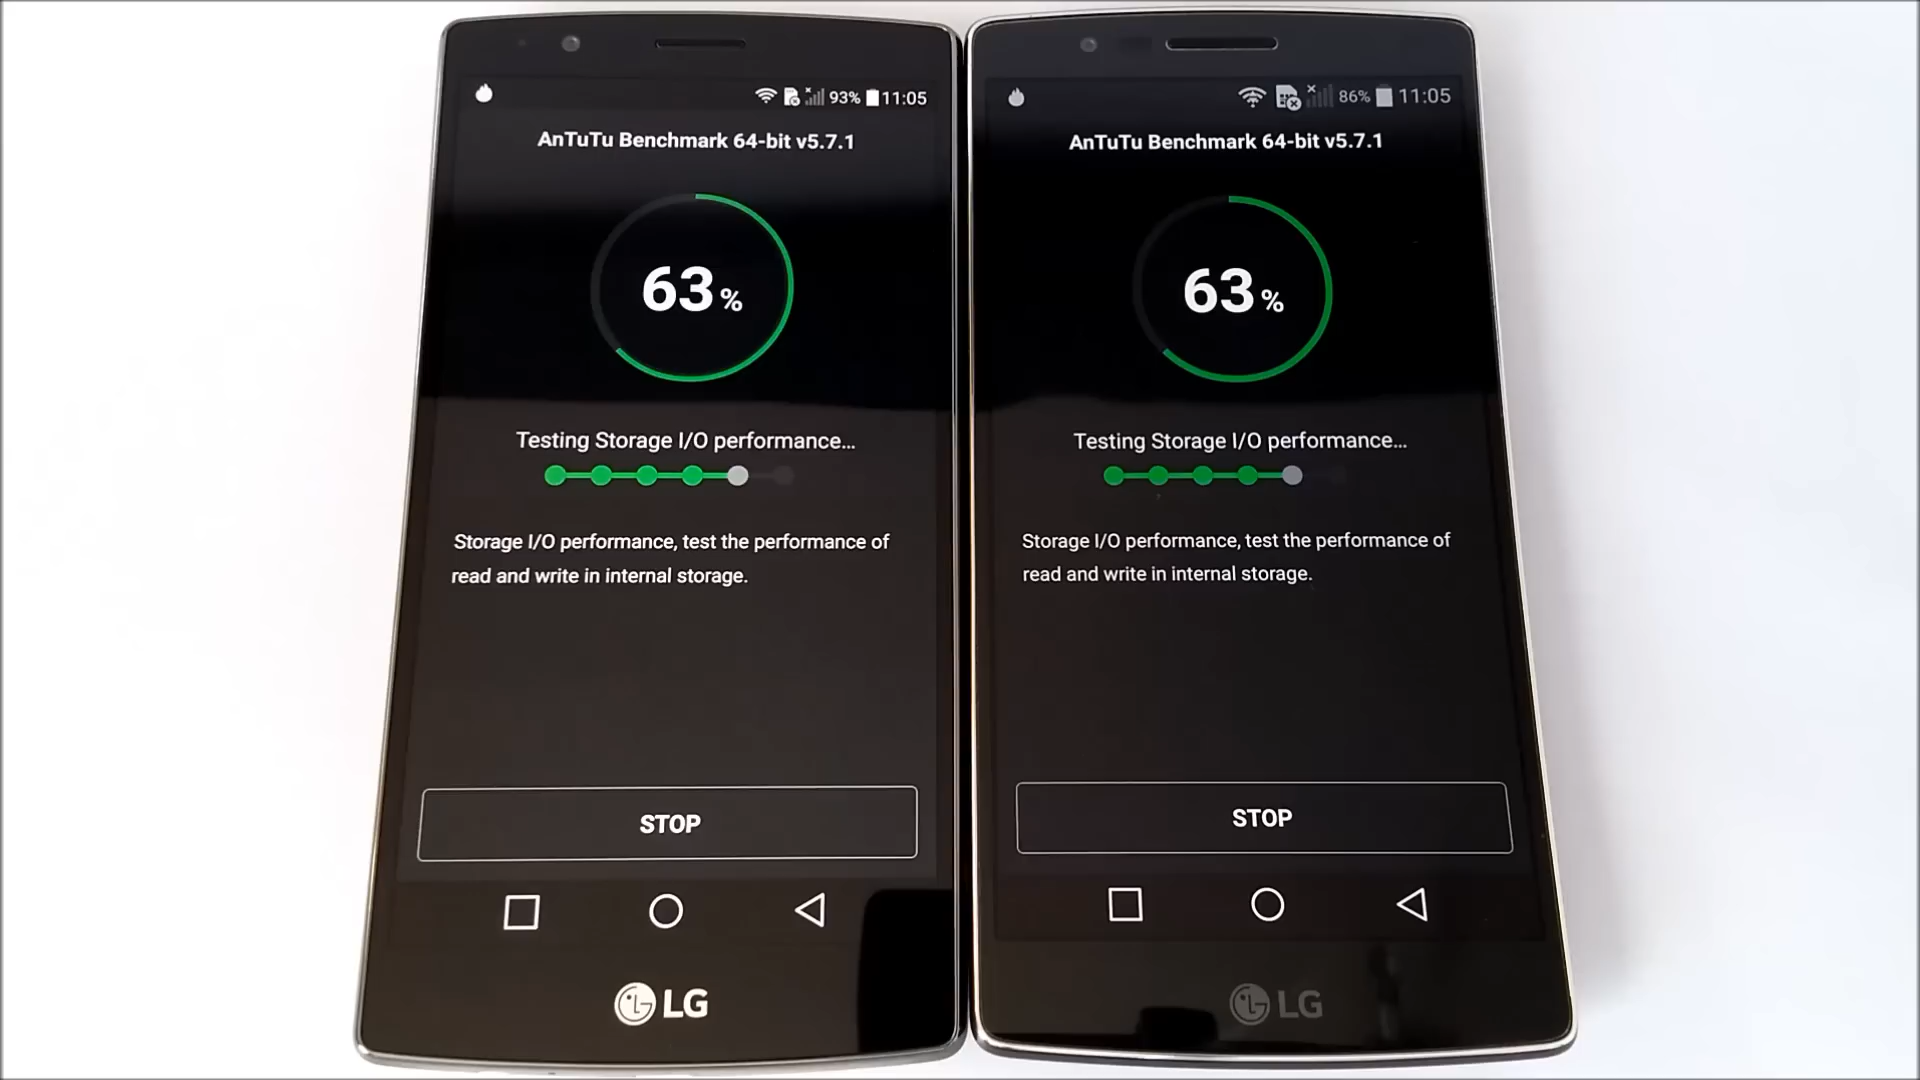 93% 11:05
AnTuTu Benchmark 64-bit v5.7.1
63%
Testing Storage I/O performance...
Storage I/O performance, test the performance of
read and write in internal storage.
STOP
LG
86% 11:05
AnTuTu Benchmark 64-bit v5.7.1
63%
Testing Storage I/O performance...
Storage I/O performance, test the performance of
read and write in internal storage.
STOP
LG